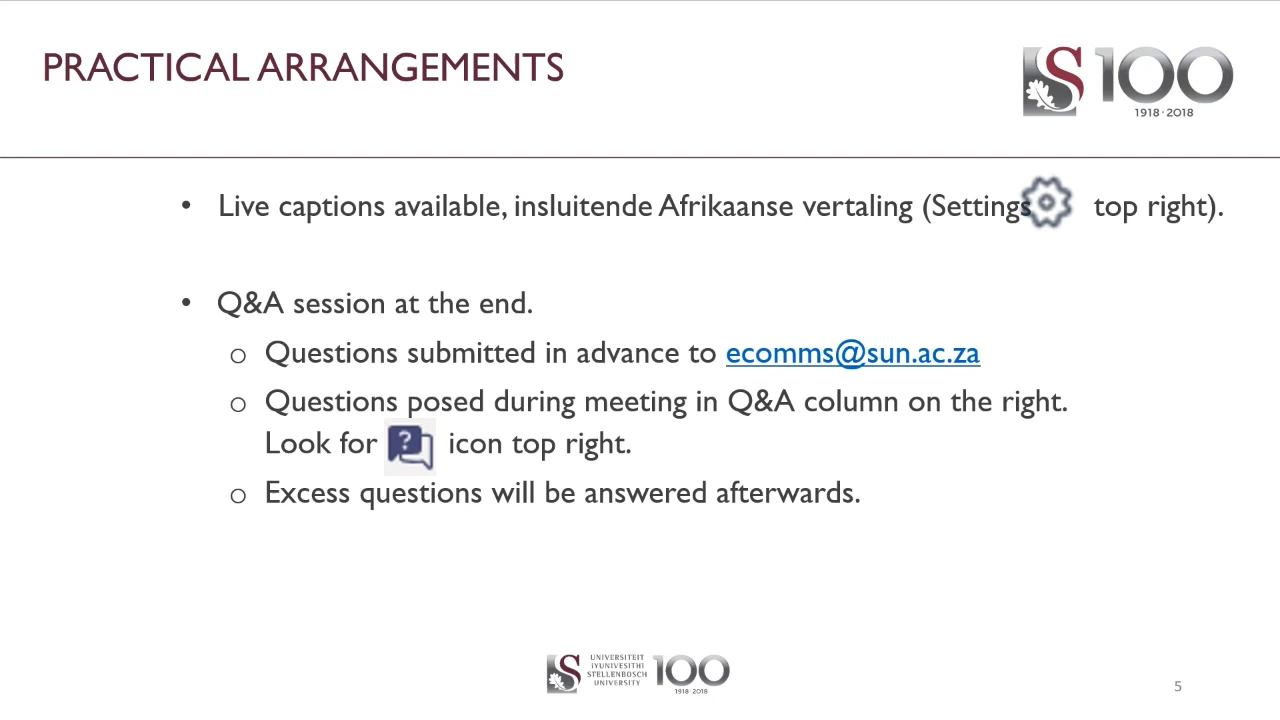 PRACTICAL ARRANGEMENTS
S100
1918·2018
• Live captions available, insluitende Afrikaanse vertaling (Settings top right).
• Q&A session at the end.
o Questions submitted in advance to ecomms@sun.ac.za
o Questions posed during meeting in Q&A column on the right.
Look for ? icon top right.
o Excess questions will be answered afterwards.
S UNIVERSITEIT
iYUNIVESITHI
STELLENBOSCH
UNIVERSITY
100
1918·2018
5